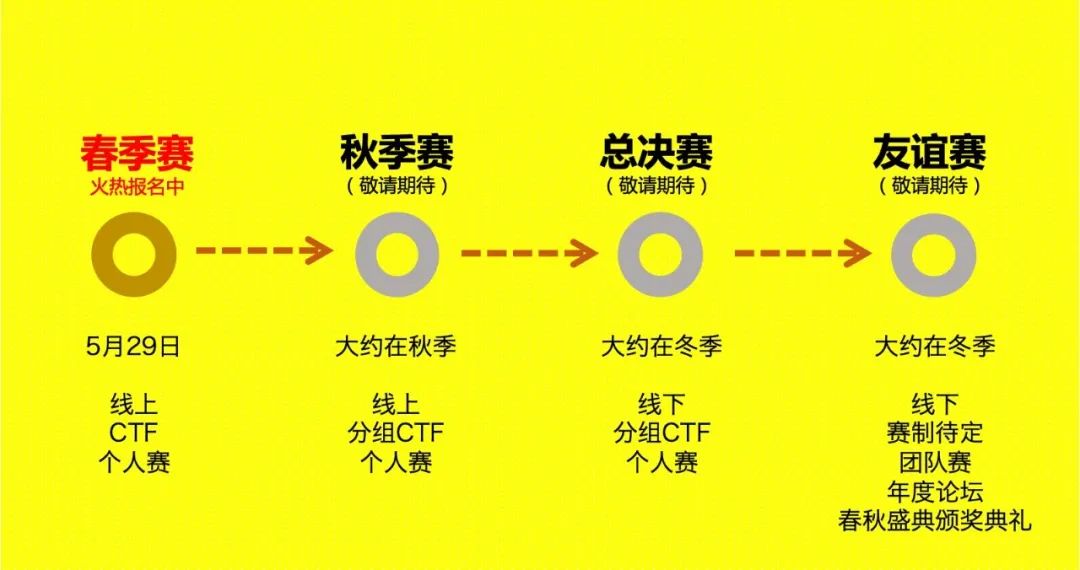 春季赛
火热报名中
5月29日
线上
CTF
个人赛
秋季赛
（敬请期待）
大约在秋季
线上
分组CTF
个人赛
总决赛
（敬请期待）
大约在冬季
线下
分组CTF
个人赛
友谊赛
（敬请期待）
大约在冬季
线下
赛制待定
团队赛
年度论坛
春秋盛典颁奖典礼